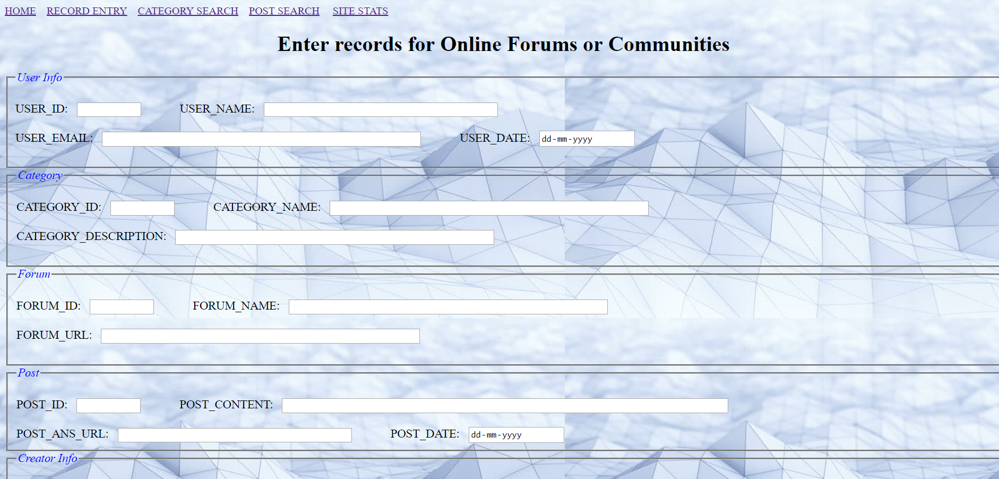 HOME RECORD ENTRY CATEGORY SEARCH POST SEARCH SITE STATS
Enter records for Online Forums or Communities
User Info
USER_ID: USER_NAME:
USER_EMAIL: USER_DATE: dd-mm-yyyy
Category
CATEGORY_ID: CATEGORY_NAME:
CATEGORY_DESCRIPTION:
Forum
FORUM_ID: FORUM_NAME:
FORUM_URL:
Post
POST_ID: POST_CONTENT:
POST_ANS_URL: POST_DATE: dd-mm-yyyy
Creator Info